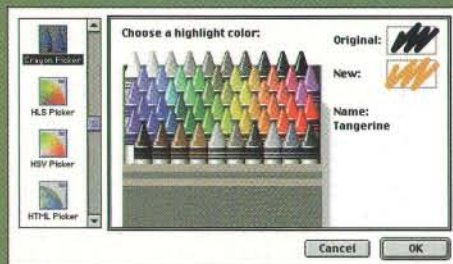 Crayon Picker
HLS Picker
HSV Picker
HTML Picker
Choose a highlight color:
Original:
New:
Name:
Tangerine
Cancel
OK